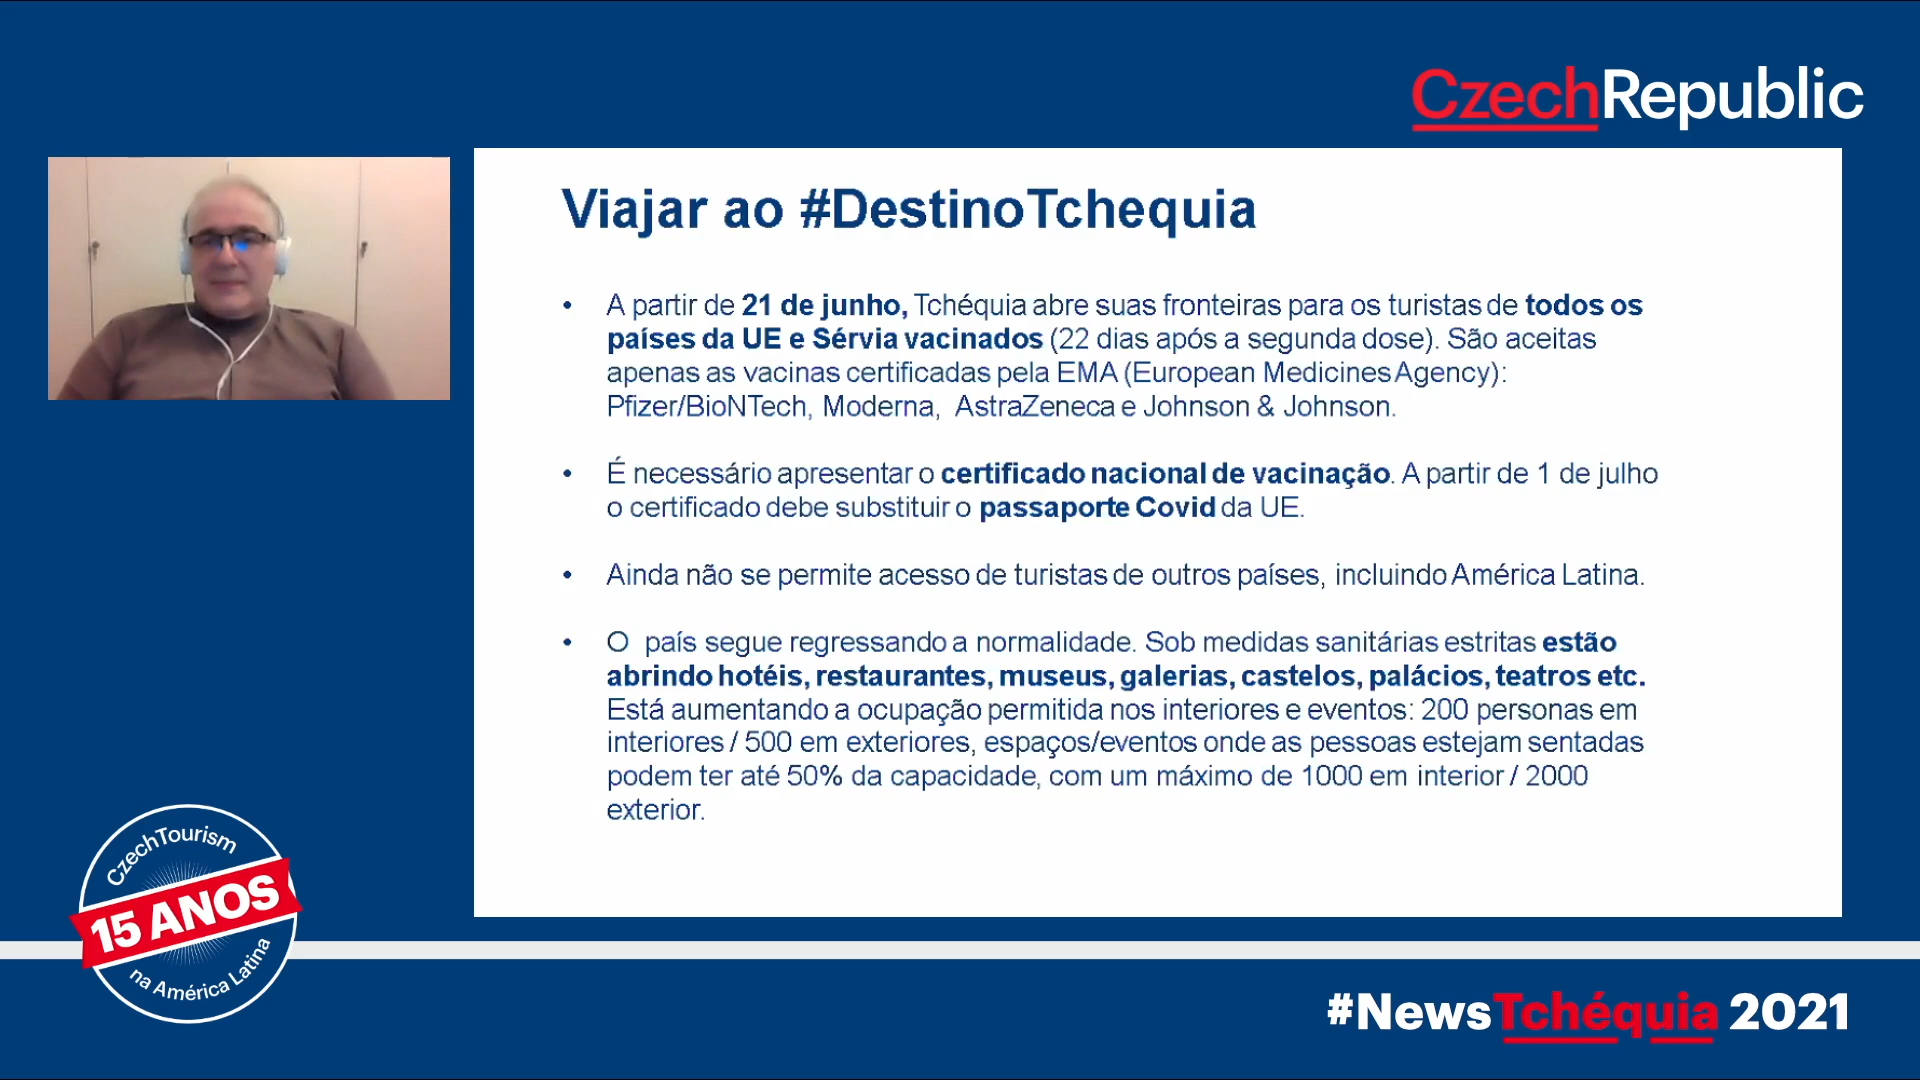 CzechRepublic
Viajar ao #DestinoTchequia
• A partir de 21 de junho, Tchéquia abre suas fronteiras para os turistas de todos os
países da UE e Sérvia vacinados (22 dias após a segunda dose). São aceitas
apenas as vacinas certificadas pela EMA (European Medicines Agency):
Pfizer/BioNTech, Moderna, AstraZeneca e Johnson & Johnson.
• É necessário apresentar o certificado nacional de vacinação. A partir de 1 de julho
o certificado debe substituir o passaporte Covid da UE.
• Ainda não se permite acesso de turistas de outros países, incluindo América Latina.
• O país segue regressando a normalidade. Sob medidas sanitárias estritas estão
abrindo hotéis, restaurantes, museus, galerias, castelos, palácios, teatros etc.
Está aumentando a ocupação permitida nos interiores e eventos: 200 personas em
interiores / 500 em exteriores, espaços/eventos onde as pessoas estejam sentadas
podem ter até 50% da capacidade, com um máximo de 1000 em interior / 2000
exterior.
CzechTourism
15 ANOS
na América Latina
#NewsTchéquia 2021